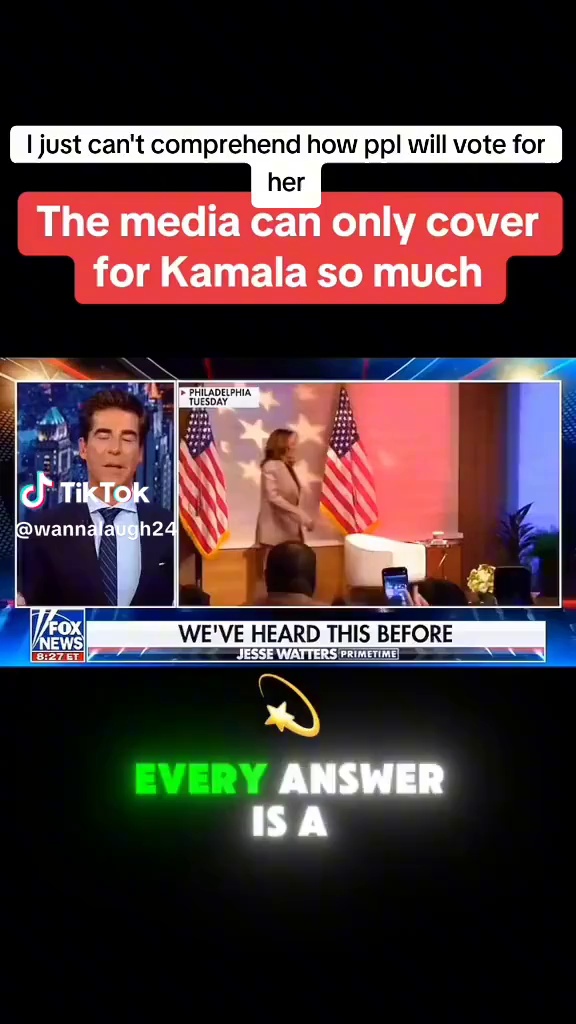 I just can't comprehend how ppl will vote for
her
The media can only cover
for Kamala so much
PHILADELPHIA
TUESDAY
TikTok
@wannalaugh24
FOX
NEWS
8:27 ET
WE'VE HEARD THIS BEFORE
JESSE WATTERS PRIMETIME
EVERY ANSWER
IS A